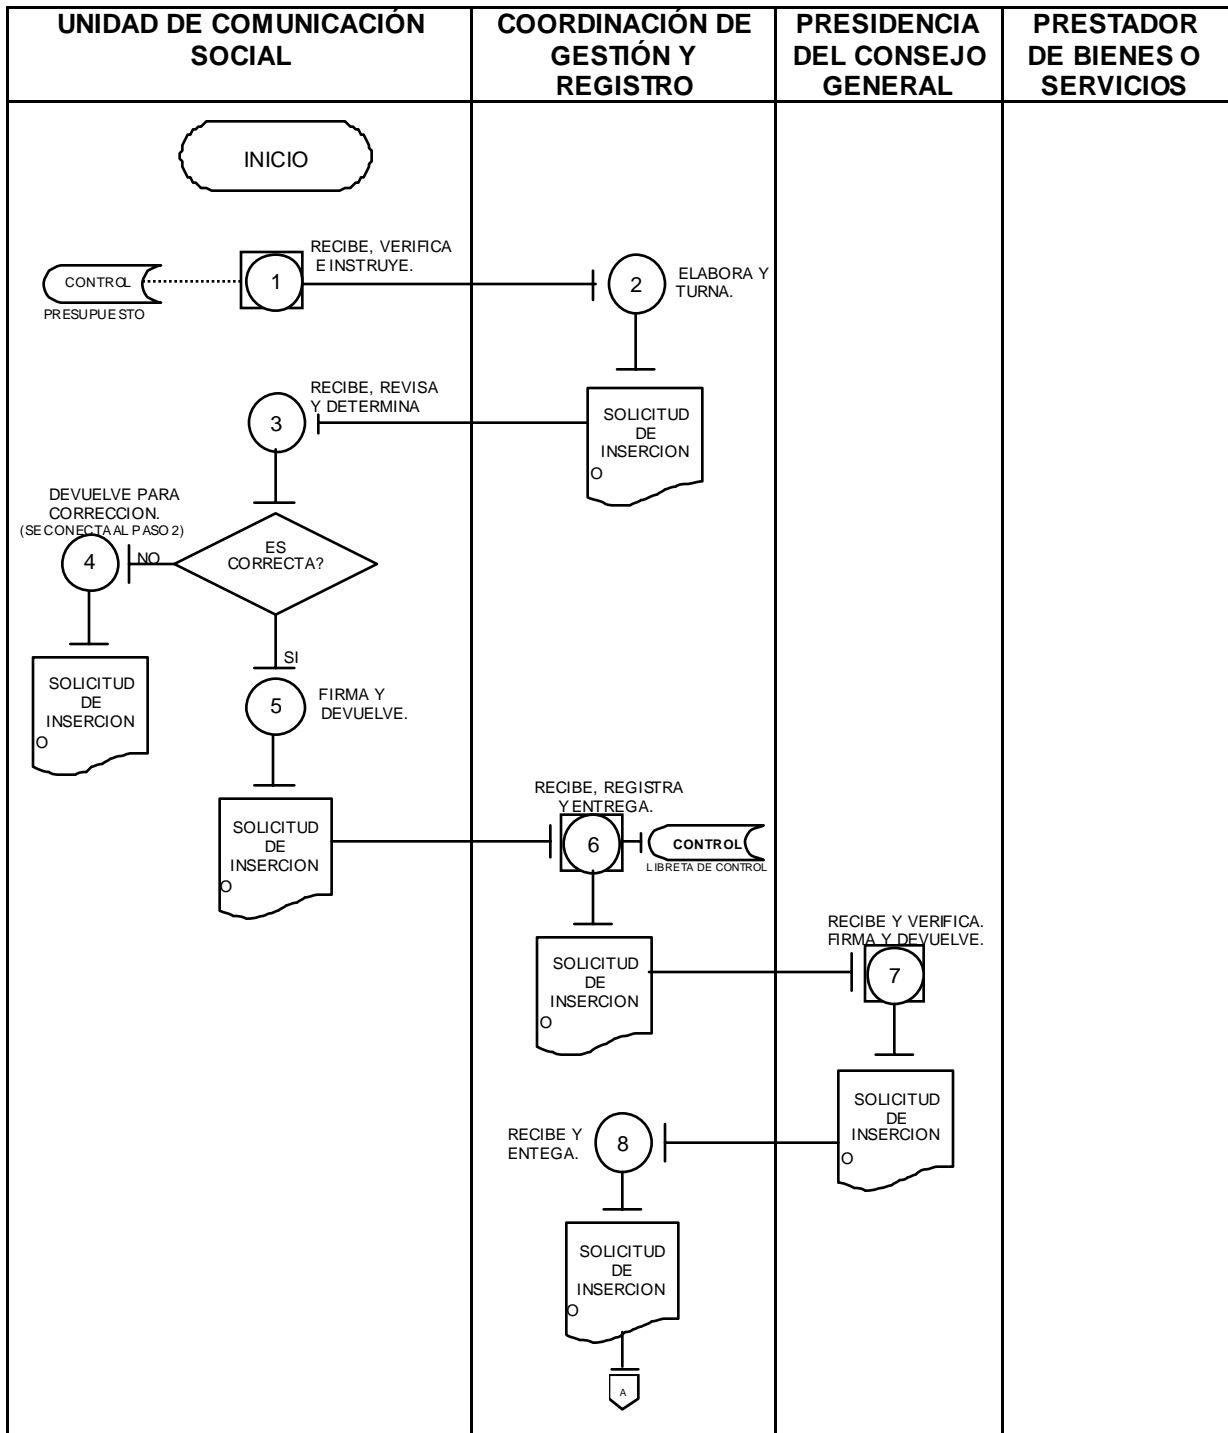 UNIDAD DE COMUNICACIÓN
SOCIAL
COORDINACIÓN DE
GESTIÓN Y
REGISTRO
PRESIDENCIA
DEL CONSEJO
GENERAL
PRESTADOR
DE BIENES O
SERVICIOS
INICIO
CONTROL
PRESUPUESTO
1
RECIBE, VERIFICA
E INSTRUYE.
2
ELABORA Y
TURNA.
SOLICITUD
DE
INSERCION
O
3
RECIBE, REVISA
Y DETERMINA
ES
CORRECTA?
NO
DEVUELVE PARA
CORRECCION.
(SE CONECTA AL PASO 2)
4
SOLICITUD
DE
INSERCION
O
SI
5
FIRMA Y
DEVUELVE.
SOLICITUD
DE
INSERCION
O
RECIBE, REGISTRA
Y ENTREGA.
6
CONTROL
LIBRETA DE CONTROL
SOLICITUD
DE
INSERCION
O
RECIBE Y VERIFICA.
FIRMA Y DEVUELVE.
7
SOLICITUD
DE
INSERCION
O
RECIBE Y
ENTEGA.
8
SOLICITUD
DE
INSERCION
O
A